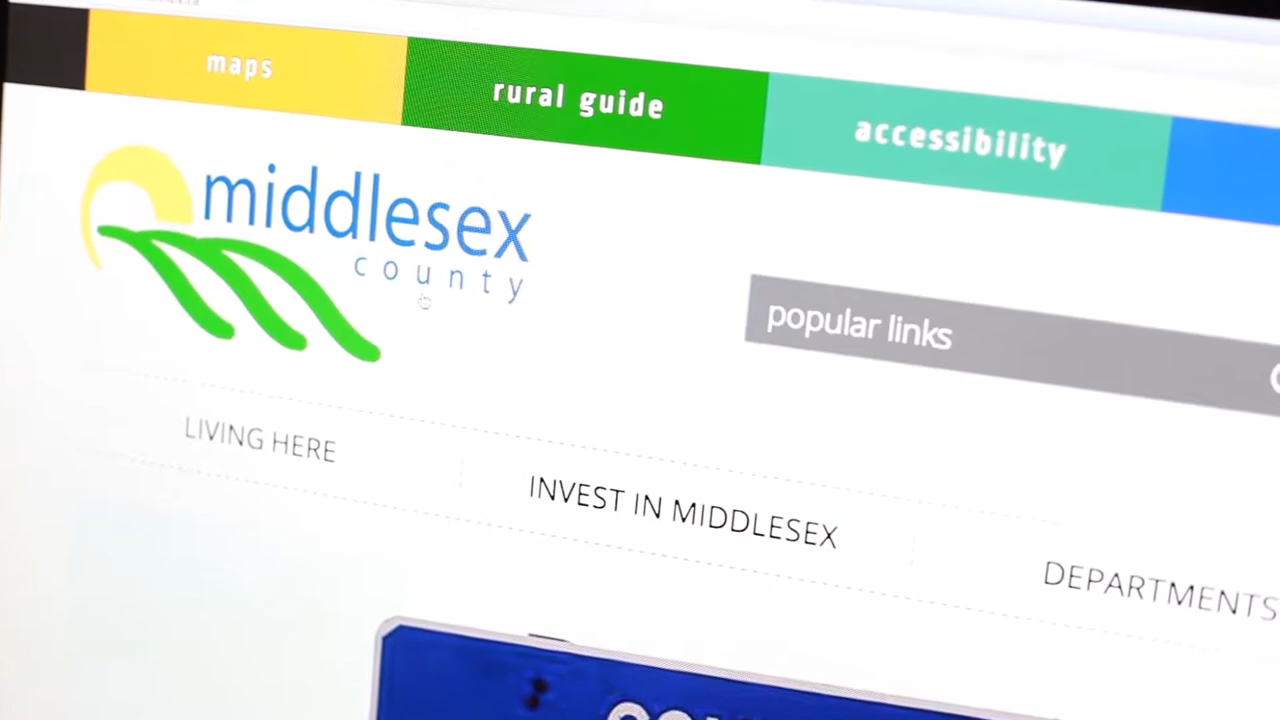 maps
rural guide
accessibility
middlesex
county
popular links
LIVING HERE
INVEST IN MIDDLESEX
DEPARTMENTS